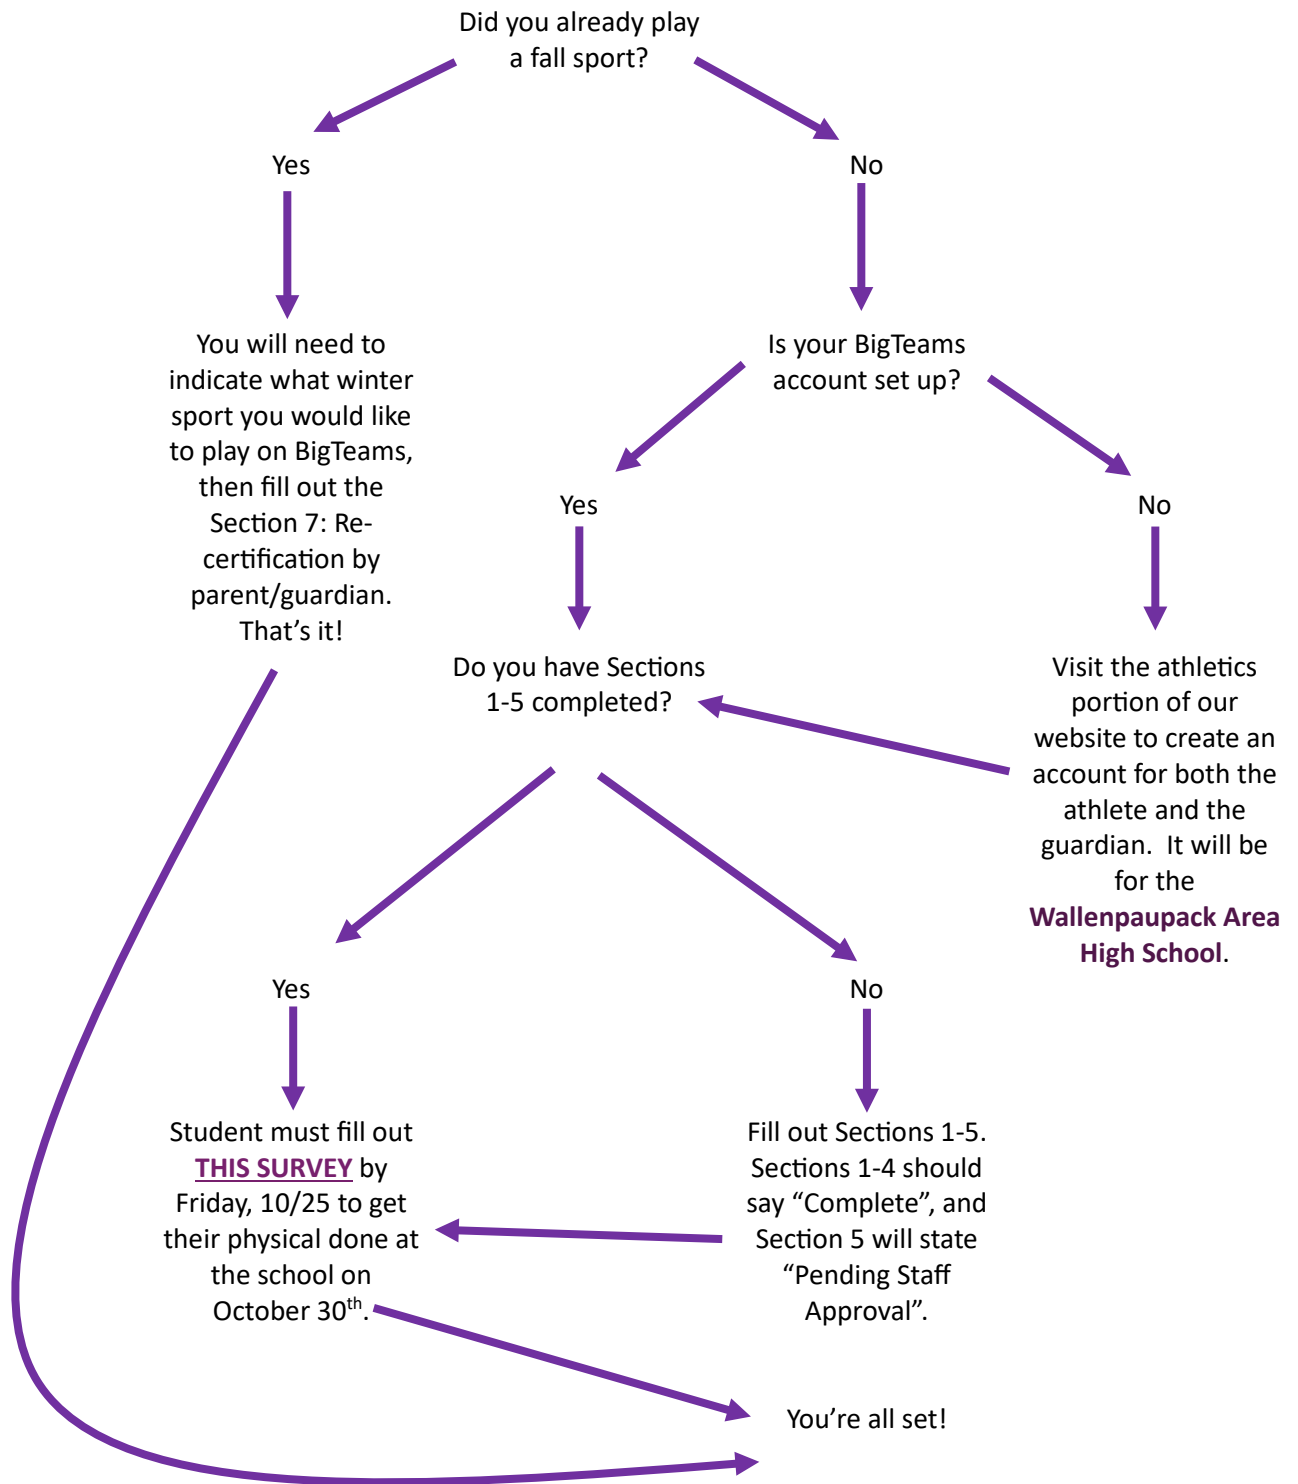 Did you already play
a fall sport?
Yes
No
You will need to
indicate what winter
sport you would like
to play on BigTeams,
then fill out the
Section 7: Re-
certification by
parent/guardian.
That’s it!
Is your BigTeams
account set up?
Yes
No
Do you have Sections
1-5 completed?
Visit the athletics
portion of our
website to create an
account for both the
athlete and the
guardian.  It will be
for the
Wallenpaupack Area
High School.
Yes
No
Student must fill out
THIS SURVEY by
Friday, 10/25 to get
their physical done at
the school on
October 30th.
Fill out Sections 1-5.
Sections 1-4 should
say “Complete”, and
Section 5 will state
“Pending Staff
Approval”.
You’re all set!